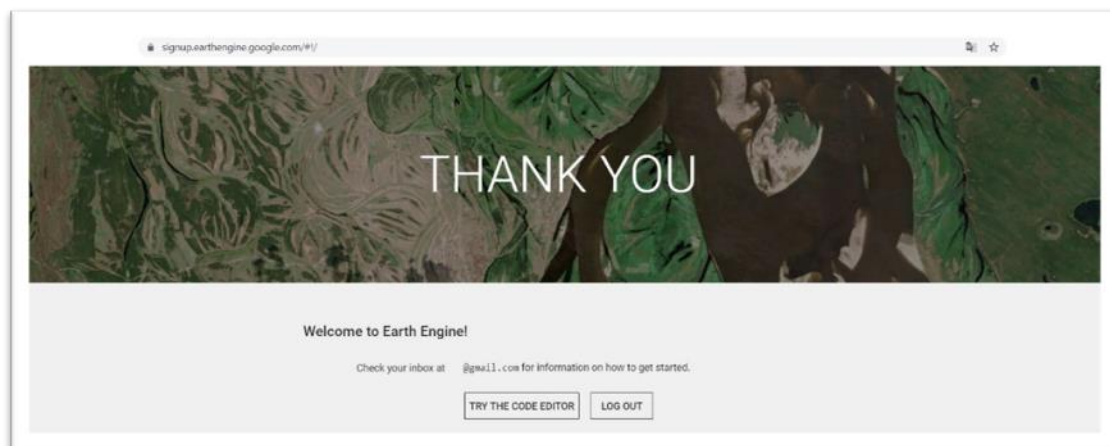 signup.earthengine.google.com/#!/
THANK YOU
Welcome to Earth Engine!
Check your inbox at @gmail.com for information on how to get started.
TRY THE CODE EDITOR LOG OUT